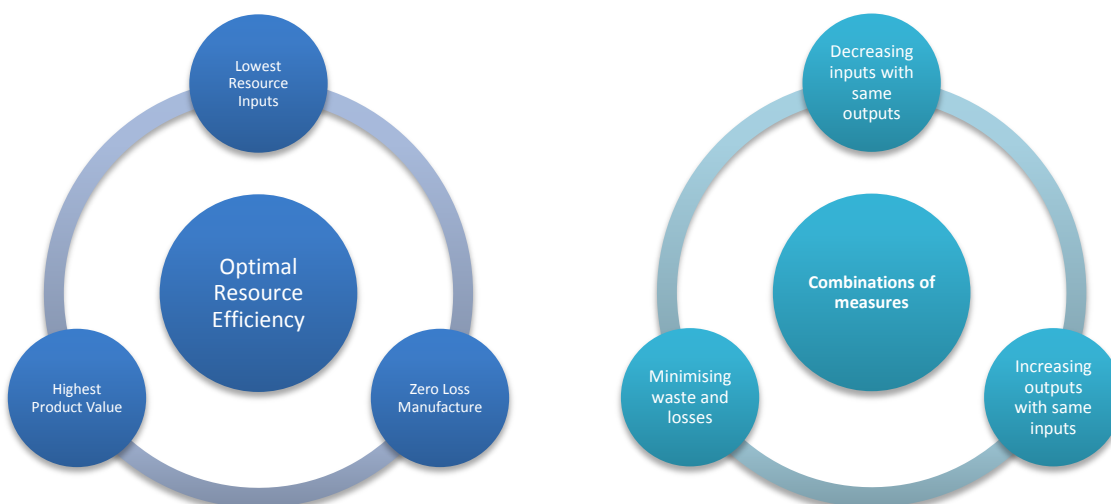 Lowest
Resource
Inputs
Optimal
Resource
Efficiency
Highest
Product Value
Zero Loss
Manufacture
Decreasing
inputs with
same
outputs
Combinations of
measures
Minimising
waste and
losses
Increasing
outputs
with same
inputs